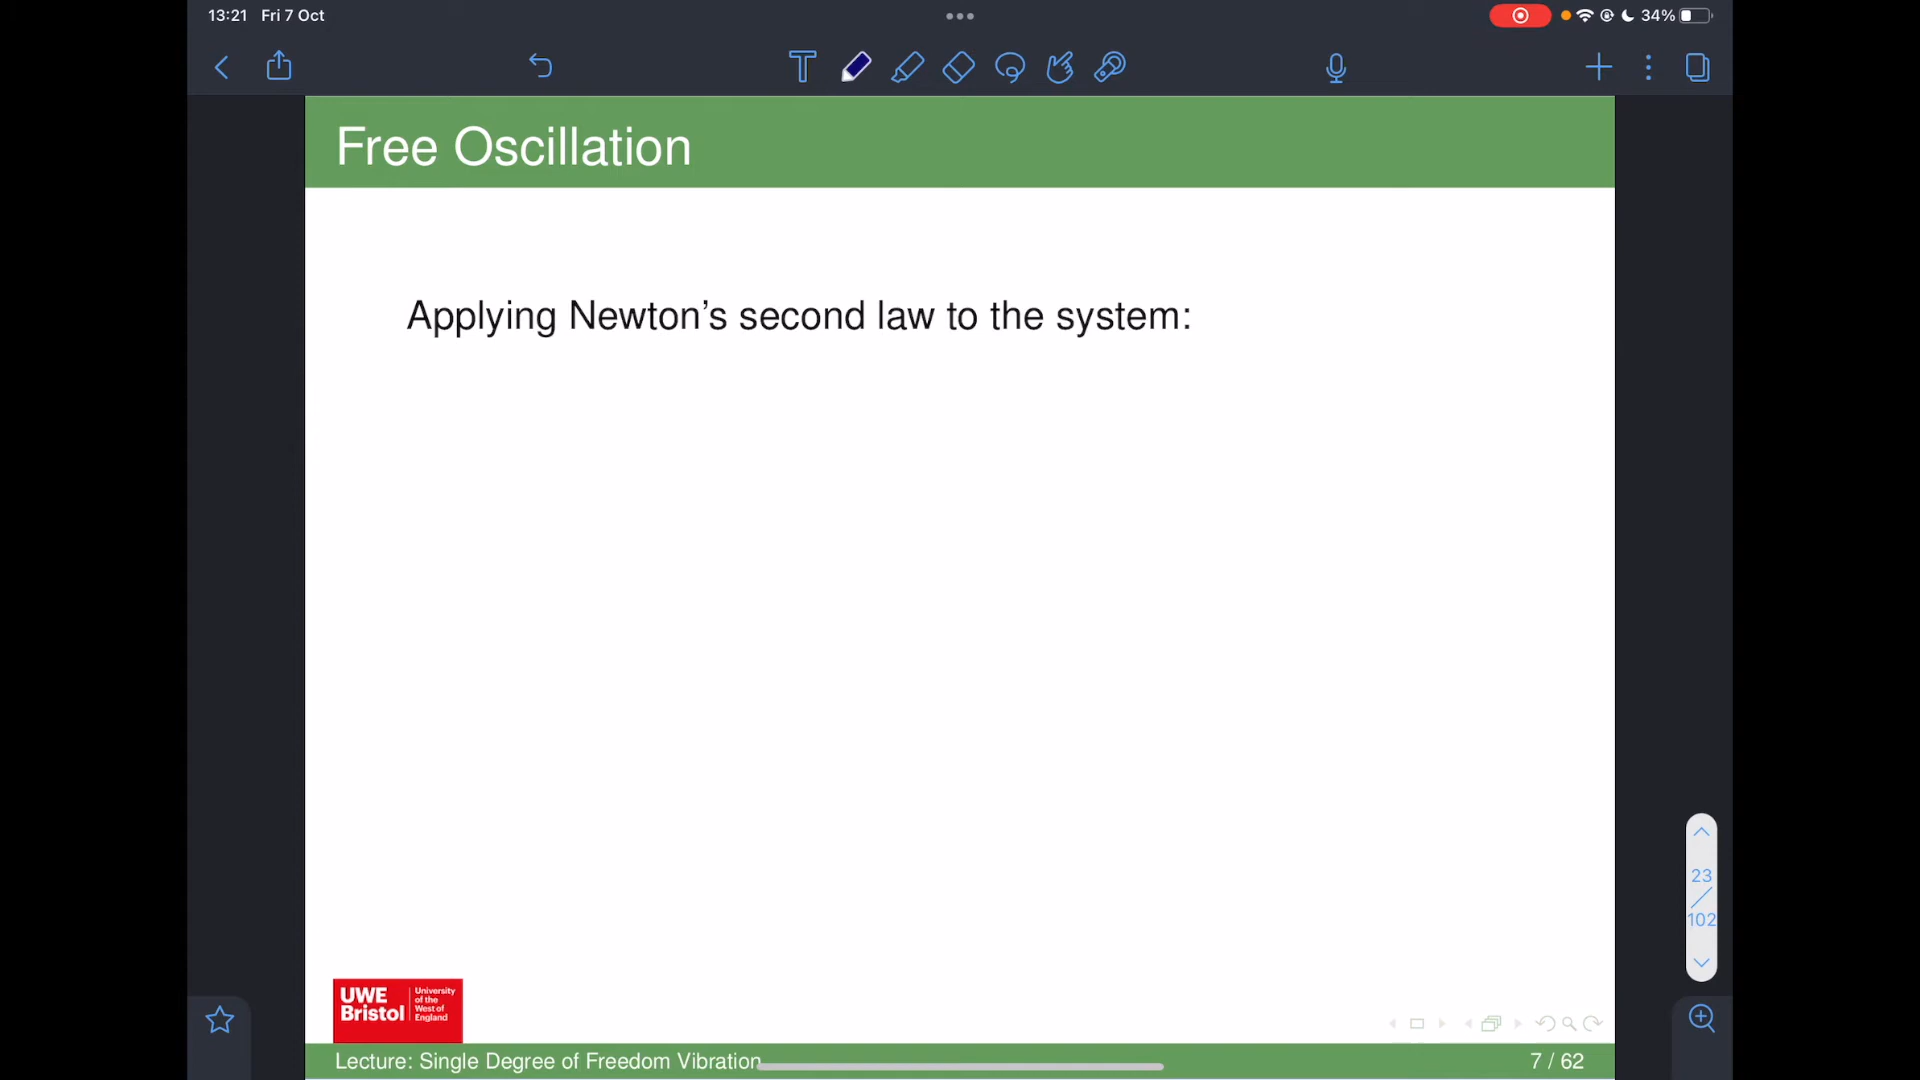 13:21 Fri 7 Oct
34%
Free Oscillation
Applying Newton's second law to the system:
23
102
UWE
Bristol
University
of the
West of
England
Lecture: Single Degree of Freedom Vibration
7 / 62